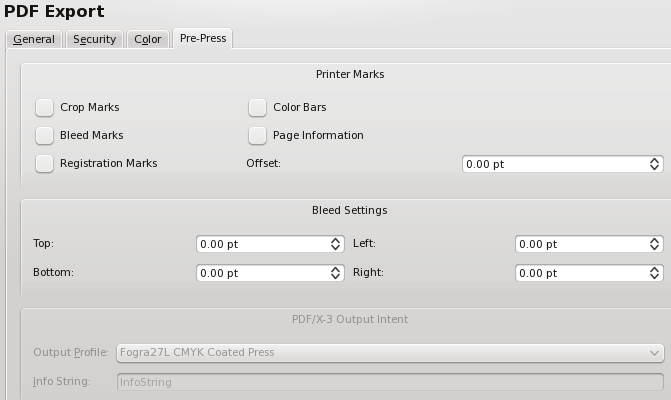 PDF Export
General Security Color Pre-Press
Printer Marks
Crop Marks Color Bars
Bleed Marks Page Information
Registration Marks Offset: 0.00 pt
Bleed Settings
Top: 0.00 pt Left: 0.00 pt
Bottom: 0.00 pt Right: 0.00 pt
PDF/X-3 Output Intent
Output Profile: Fogra27L CMYK Coated Press
Info String: InfoString